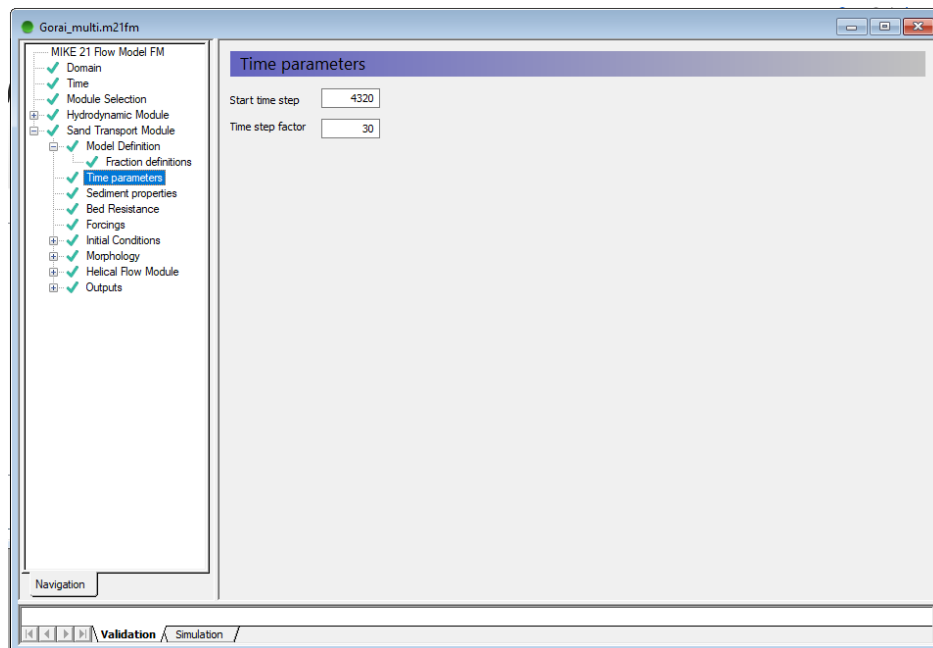 Gorai_multi.m21fm
MIKE 21 Flow Model FM
Domain
Time
Module Selection
Hydrodynamic Module
Sand Transport Module
Model Definition
Fraction definitions
Time parameters
Sediment properties
Bed Resistance
Forcings
Initial Conditions
Morphology
Helical Flow Module
Outputs
Navigation
Time parameters
Start time step 4320
Time step factor 30
Validation Simulation